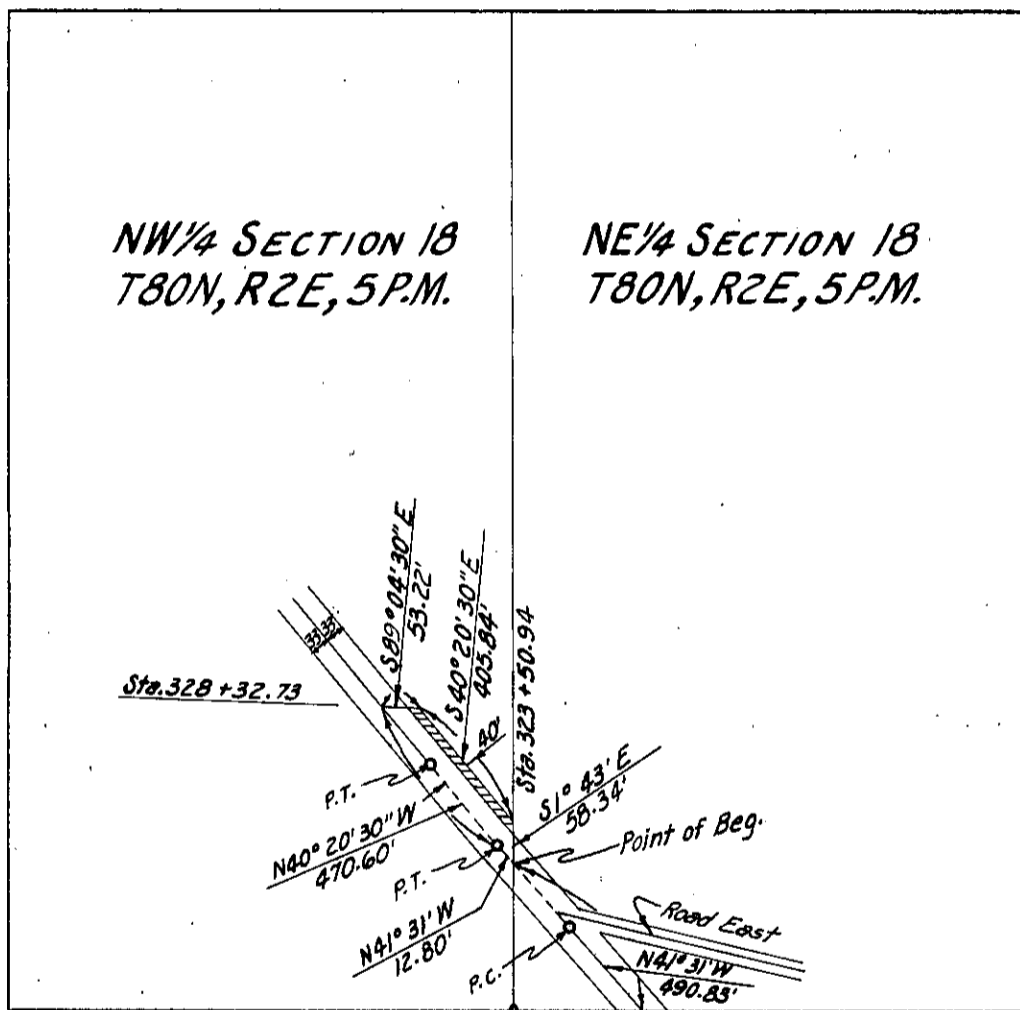 NW¼ SECTION 18
T80N, R2E, 5P.M.
NE¼ SECTION 18
T80N, R2E, 5P.M.
S89°04'30"E
53.22'
S40°20'30"E
405.84'
Sta.323+50.94
33' 33'
Sta.328+32.73
40'
S1°43'E
58.34'
P.T.
Point of Beg.
N40°20'30"W
470.60'
P.T.
Road East
N41°31'W
12.80'
P.C.
N41°31'W
490.83'